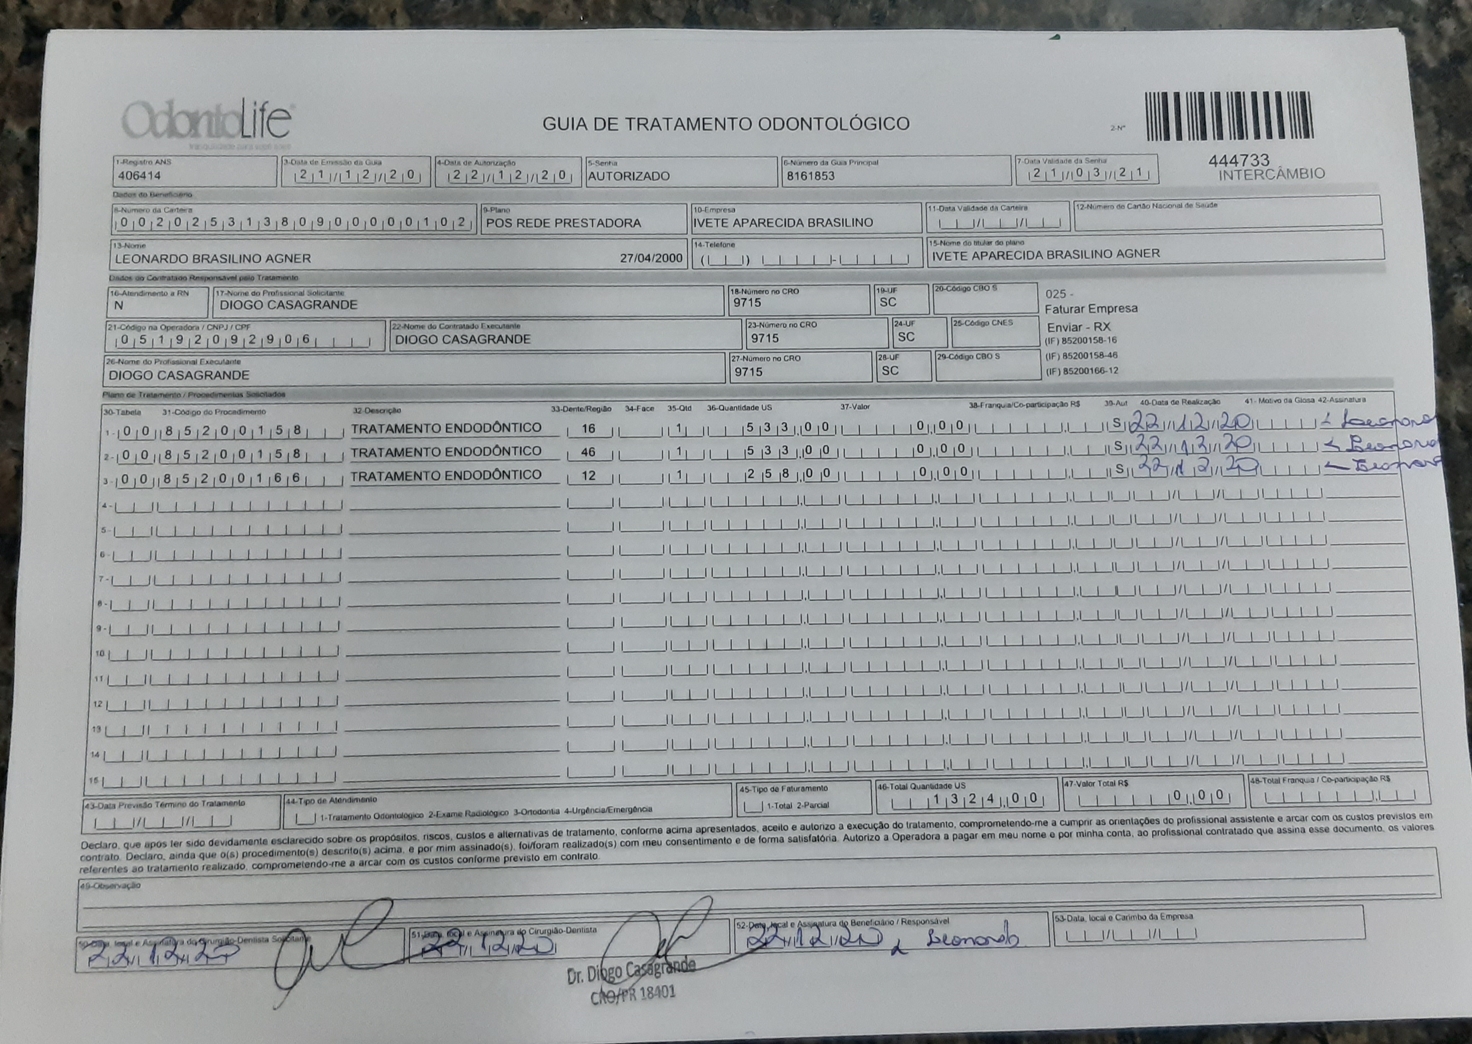 OdontoLife
GUIA DE TRATAMENTO ODONTOLÓGICO
2-Nº
444733
INTERCÂMBIO
1-Registro ANS 3-Data de Emissão da Guia 4-Data de Autorização 5-Senha 6-Número da Guia Principal 7-Data Validade da Senha
406414 21/12/20 22/12/20 AUTORIZADO 8161853 21/03/21
Dados do Beneficiário
8-Número da Carteira 9-Plano 10-Empresa 11-Data Validade da Carteira 12-Número do Cartão Nacional de Saúde
00202531380900000102 POS REDE PRESTADORA IVETE APARECIDA BRASILINO
13-Nome 14-Telefone 15-Nome do titular do plano
LEONARDO BRASILINO AGNER 27/04/2000 IVETE APARECIDA BRASILINO AGNER
Dados do Contratado Responsável pelo Tratamento
16-Atendimento a RN 17-Nome do Profissional Solicitante 18-Número no CRO 19-UF 20-Código CBO S
N DIOGO CASAGRANDE 9715 SC
025 -
Faturar Empresa
Enviar - RX
(IF) 85200158-16
(IF) 85200158-46
(IF) 85200166-12
21-Código na Operadora / CNPJ / CPF 22-Nome do Contratado Executante 23-Número no CRO 24-UF 25-Código CNES
05192092906 DIOGO CASAGRANDE 9715 SC
26-Nome do Profissional Executante 27-Número no CRO 28-UF 29-Código CBO S
DIOGO CASAGRANDE 9715 SC
Plano de Tratamento / Procedimentos Solicitados
30-Tabela 31-Código do Procedimento 32-Descrição 33-Dente/Região 34-Face 35-Qtd 36-Quantidade US 37-Valor 38-Franquia/Co-participação R$ 39-Aut 40-Data de Realização 41- Motivo da Glosa 42-Assinatura
1- 00 85200158 TRATAMENTO ENDODÔNTICO 16 1 533,00 0,00 S 22/12/20
2- 00 85200158 TRATAMENTO ENDODÔNTICO 46 1 533,00 0,00 S 22/12/20
3- 00 85200166 TRATAMENTO ENDODÔNTICO 12 1 258,00 0,00 S 22/12/20
4-
5-
6-
7-
8-
9-
10
11
12
13
14
15
43-Data Previsão Término do Tratamento 44-Tipo de Atendimento 45-Tipo de Faturamento 46-Total Quantidade US 47-Valor Total R$ 48-Total Franquia / Co-participação R$
1-Tratamento Odontológico 2-Exame Radiológico 3-Ortodontia 4-Urgência/Emergência 1-Total 2-Parcial 1324,00 0,00
Declaro, que após ter sido devidamente esclarecido sobre os propósitos, riscos, custos e alternativas de tratamento, conforme acima apresentados, aceito e autorizo a execução do tratamento, comprometendo-me a cumprir as orientações do profissional assistente e arcar com os custos previstos em
contrato. Declaro, ainda que o(s) procedimento(s) descrito(s) acima, e por mim assinado(s), foi/foram realizado(s) com meu consentimento e de forma satisfatória. Autorizo a Operadora a pagar em meu nome e por minha conta, ao profissional contratado que assina esse documento, os valores
referentes ao tratamento realizado, comprometendo-me a arcar com os custos conforme previsto em contrato.
49-Observação
50-Data, local e Assinatura do Cirurgião-Dentista Solicitante 51-Data, local e Assinatura do Cirurgião-Dentista 52-Data, local e Assinatura do Beneficiário / Responsável 53-Data, local e Carimbo da Empresa
22/12/20 22/12/20 22/12/20 Leonardo
Dr. Diogo Casagrande
CRO/PR 18401